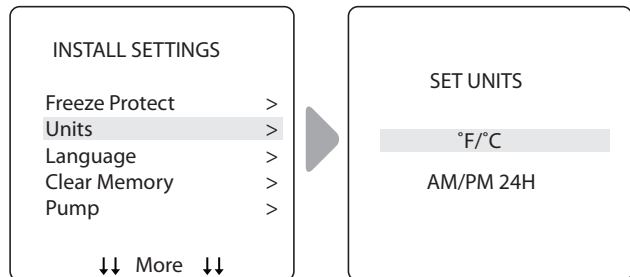 INSTALL SETTINGS
Freeze Protect >
Units >
Language >
Clear Memory >
Pump >
↓↓ More ↓↓
SET UNITS
˚F/˚C
AM/PM 24H